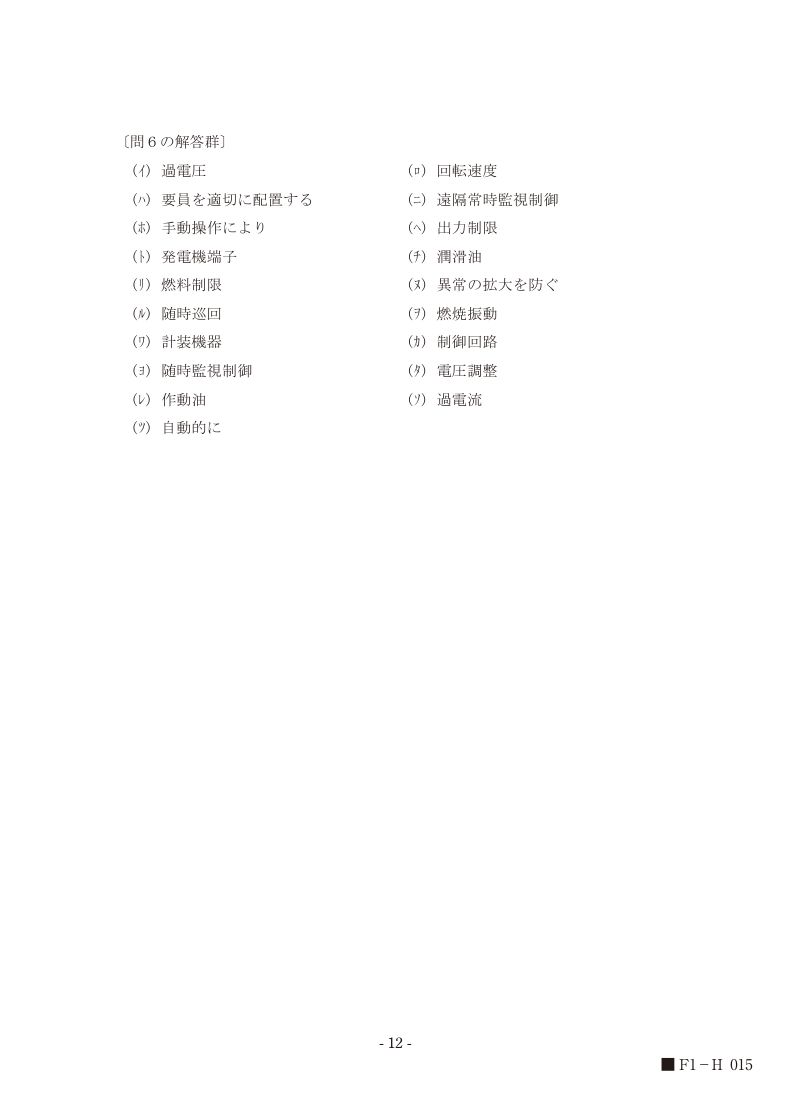 〔問６の解答群〕
(ｲ) 過電圧 (ﾛ) 回転速度
(ﾊ) 要員を適切に配置する (ﾆ) 遠隔常時監視制御
(ﾎ) 手動操作により (ﾍ) 出力制限
(ﾄ) 発電機端子 (ﾁ) 潤滑油
(ﾘ) 燃料制限 (ﾇ) 異常の拡大を防ぐ
(ﾙ) 随時巡回 (ｦ) 燃焼振動
(ﾜ) 計装機器 (ｶ) 制御回路
(ﾖ) 随時監視制御 (ﾀ) 電圧調整
(ﾚ) 作動油 (ｿ) 過電流
(ﾂ) 自動的に
- 12 -
■ F1－H 015